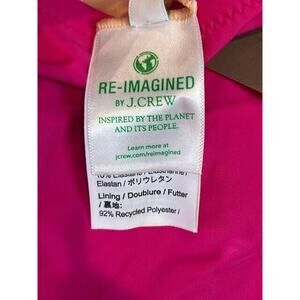 RE-IMAGINED
BY J.CREW
INSPIRED BY THE PLANET
AND ITS PEOPLE.
Learn more at
jcrew.com/reimagined
Elastan / ポリウレタン
Lining / Doublure / Futter
/ 裏地:
92% Recycled Polyester /